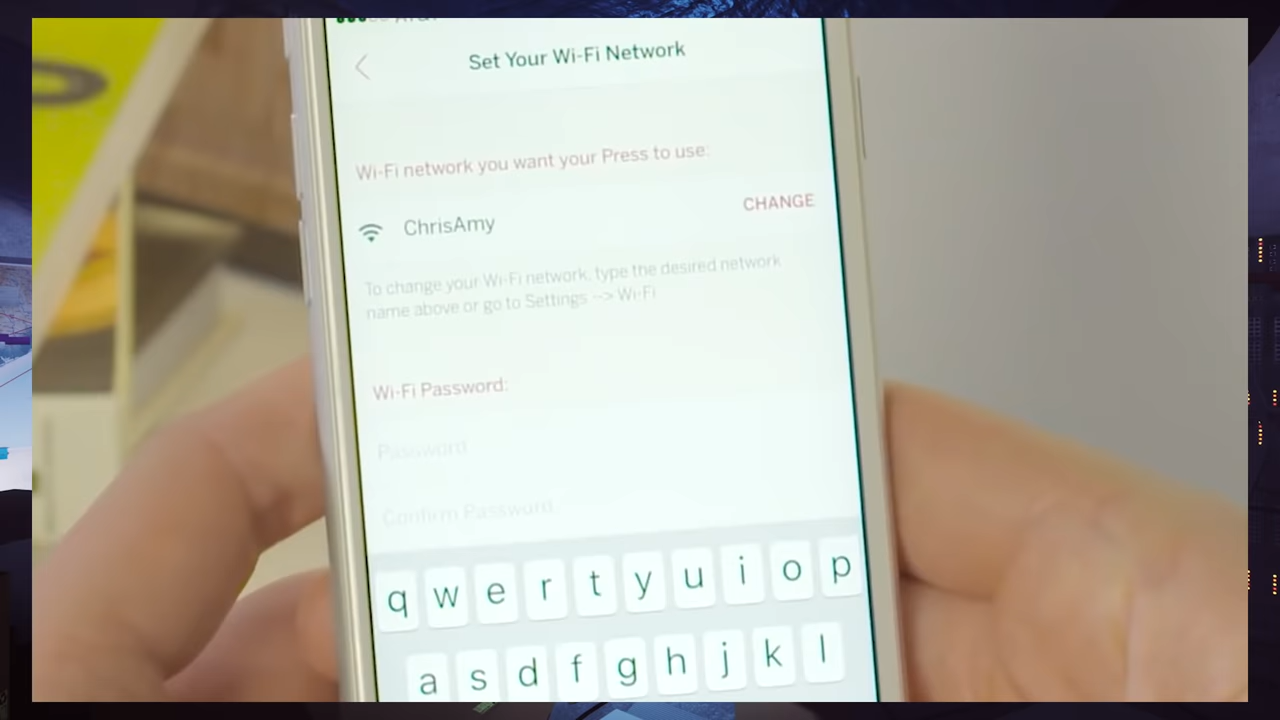 Set Your Wi-Fi Network
Wi-Fi network you want your Press to use:
ChrisAmy
CHANGE
To change your Wi-Fi network, type the desired network
name above or go to Settings --> Wi-Fi
Wi-Fi Password:
Password
Confirm Password
q w e r t y u i o p
a s d f g h j k l